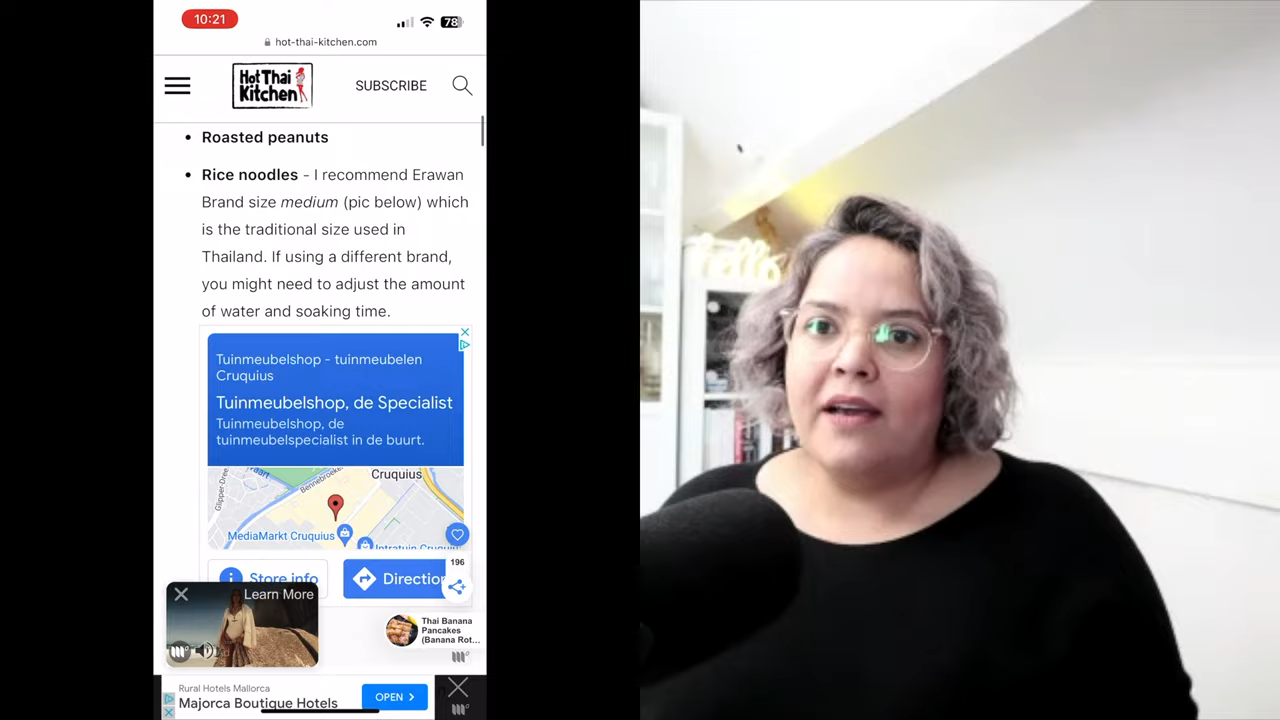 10:21
78
hot-thai-kitchen.com
Hot Thai
Kitchen
SUBSCRIBE
• Roasted peanuts
• Rice noodles - I recommend Erawan
Brand size medium (pic below) which
is the traditional size used in
Thailand. If using a different brand,
you might need to adjust the amount
of water and soaking time.
Tuinmeubelshop - tuinmeubelen
Cruquius
Tuinmeubelshop, de Specialist
Tuinmeubelshop, de
tuinmeubelspecialist in de buurt.
Cruquius
MediaMarkt Cruquius
Store info
196
Learn More
Thai Banana
Pancakes
(Banana Rot...
Rural Hotels Mallorca
Majorca Boutique Hotels
OPEN >
hello